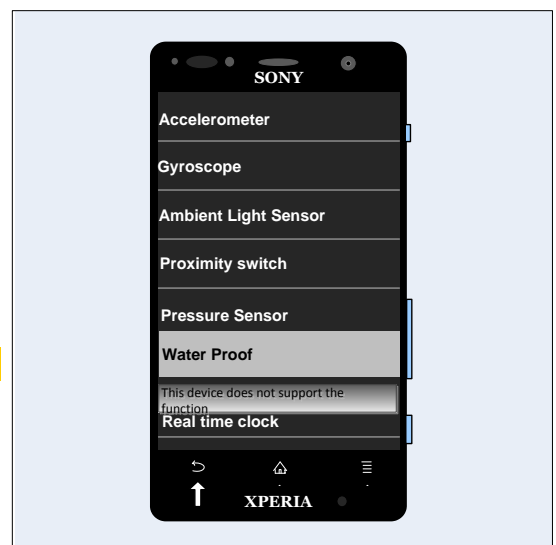 SONY
Accelerometer
Gyroscope
Ambient Light Sensor
Proximity switch
Pressure Sensor
Water Proof
This device does not support the
function
Real time clock
XPERIA